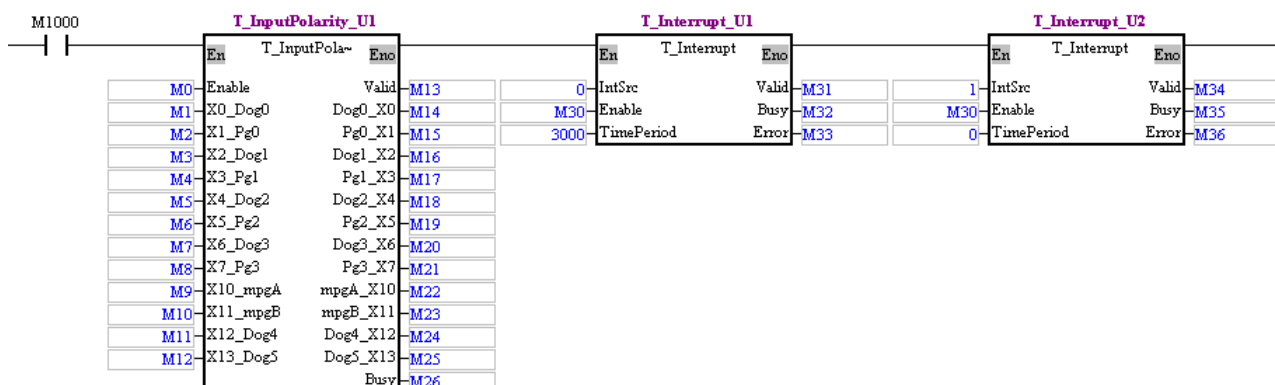 M1000 T_InputPolarity_U1 T_Interrupt_U1 T_Interrupt_U2
En T_InputPola~ Eno En T_Interrupt Eno En T_Interrupt Eno
M0 Enable Valid M13 0 IntSrc Valid M31 1 IntSrc Valid M34
M1 X0_Dog0 Dog0_X0 M14 M30 Enable Busy M32 M30 Enable Busy M35
M2 X1_Pg0 Pg0_X1 M15 3000 TimePeriod Error M33 0 TimePeriod Error M36
M3 X2_Dog1 Dog1_X2 M16
M4 X3_Pg1 Pg1_X3 M17
M5 X4_Dog2 Dog2_X4 M18
M6 X5_Pg2 Pg2_X5 M19
M7 X6_Dog3 Dog3_X6 M20
M8 X7_Pg3 Pg3_X7 M21
M9 X10_mpgA mpgA_X10 M22
M10 X11_mpgB mpgB_X11 M23
M11 X12_Dog4 Dog4_X12 M24
M12 X13_Dog5 Dog5_X13 M25
Busy M26